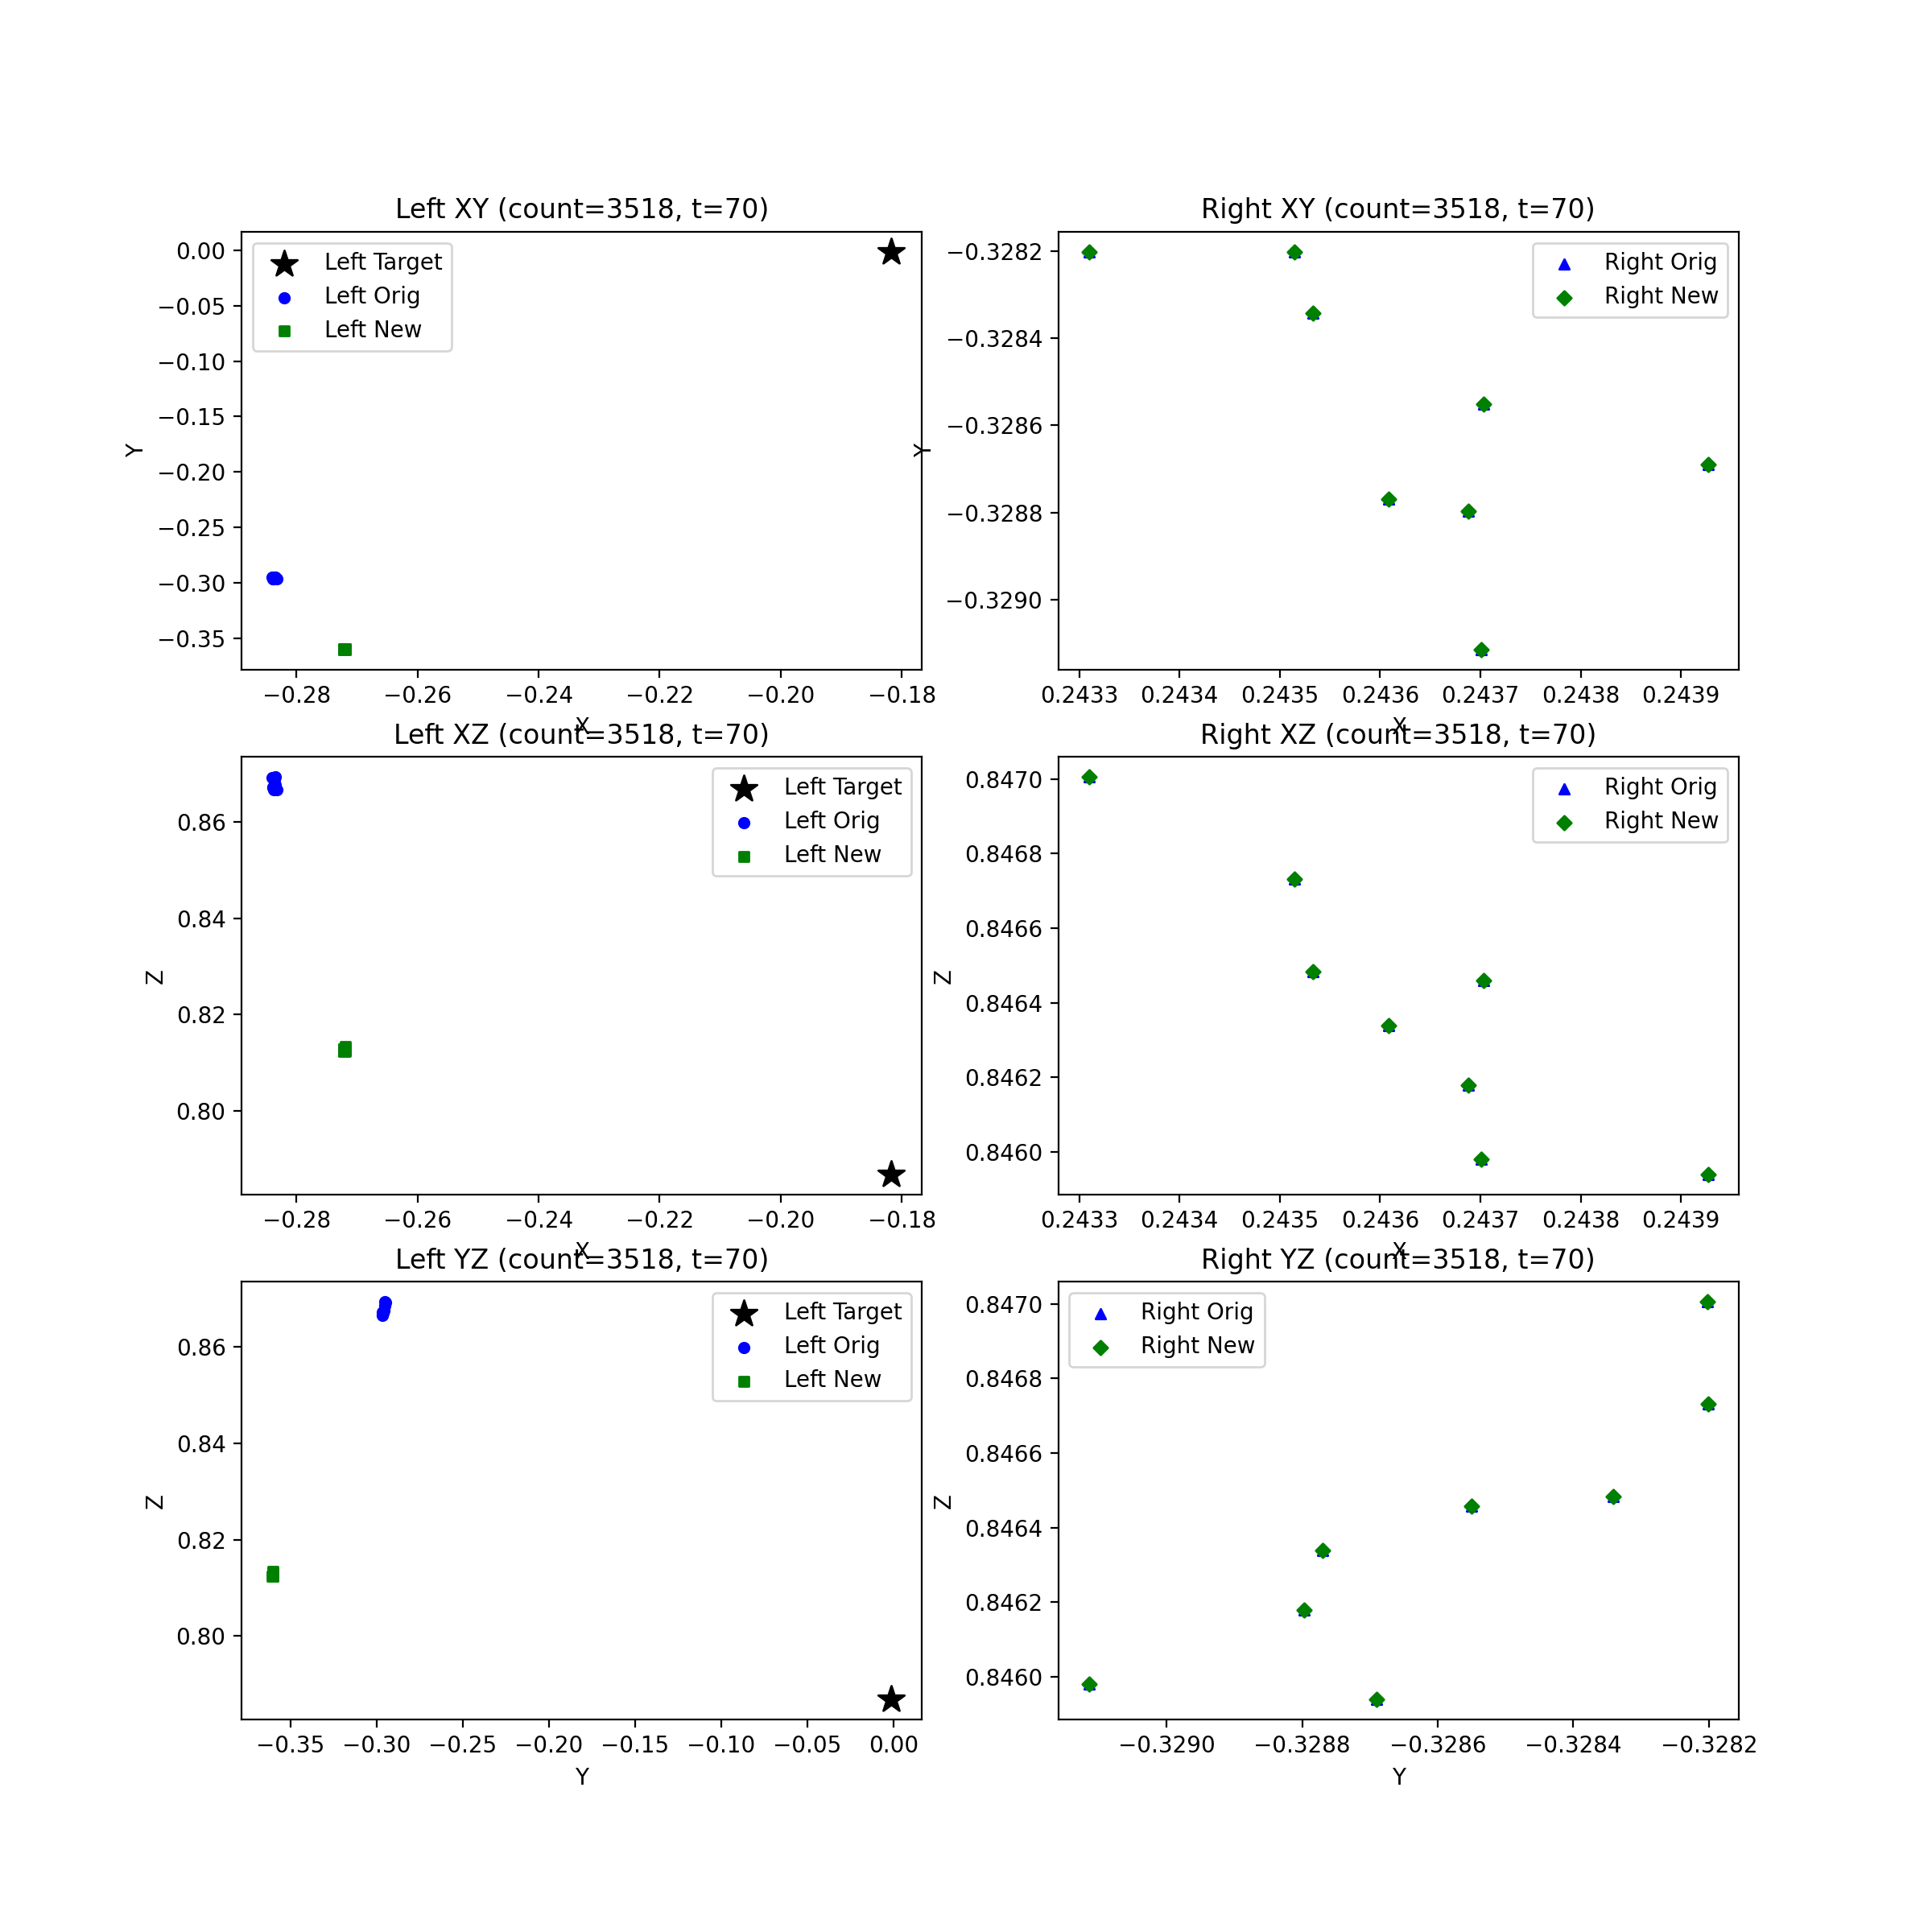 Left XY (count=3518, t=70)
Left Target
Left Orig
Left New
0.00
−0.05
−0.10
−0.15
−0.20
−0.25
−0.30
−0.35
Y
−0.28
−0.26
−0.24
−0.22
−0.20
−0.18
X
Right XY (count=3518, t=70)
Right Orig
Right New
−0.3282
−0.3284
−0.3286
−0.3288
−0.3290
Y
0.2433
0.2434
0.2435
0.2436
0.2437
0.2438
0.2439
X
Left XZ (count=3518, t=70)
Left Target
Left Orig
Left New
0.86
0.84
0.82
0.80
Z
−0.28
−0.26
−0.24
−0.22
−0.20
−0.18
X
Right XZ (count=3518, t=70)
Right Orig
Right New
0.8470
0.8468
0.8466
0.8464
0.8462
0.8460
Z
0.2433
0.2434
0.2435
0.2436
0.2437
0.2438
0.2439
X
Left YZ (count=3518, t=70)
Left Target
Left Orig
Left New
0.86
0.84
0.82
0.80
Z
−0.35
−0.30
−0.25
−0.20
−0.15
−0.10
−0.05
0.00
Y
Right YZ (count=3518, t=70)
Right Orig
Right New
0.8470
0.8468
0.8466
0.8464
0.8462
0.8460
Z
−0.3290
−0.3288
−0.3286
−0.3284
−0.3282
Y